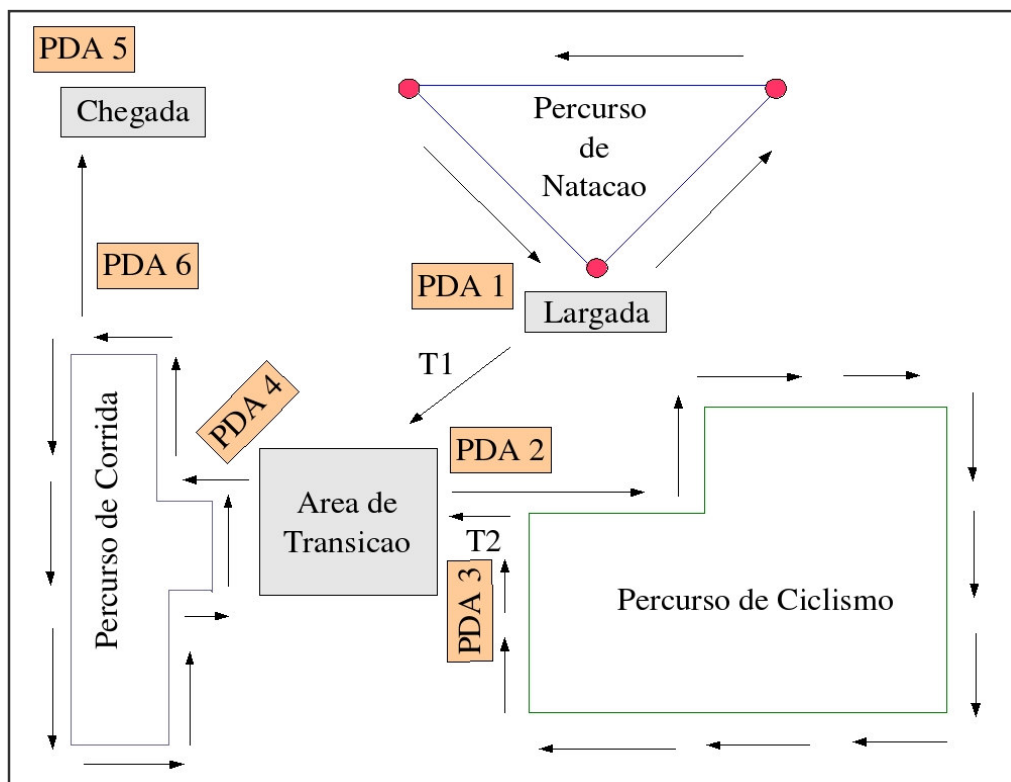 PDA 5
Chegada
Percurso
de
Natacao
PDA 6
PDA 1
Largada
T1
PDA 4
PDA 2
Area de
Transicao
T2
PDA 3
Percurso de Corrida
Percurso de Ciclismo